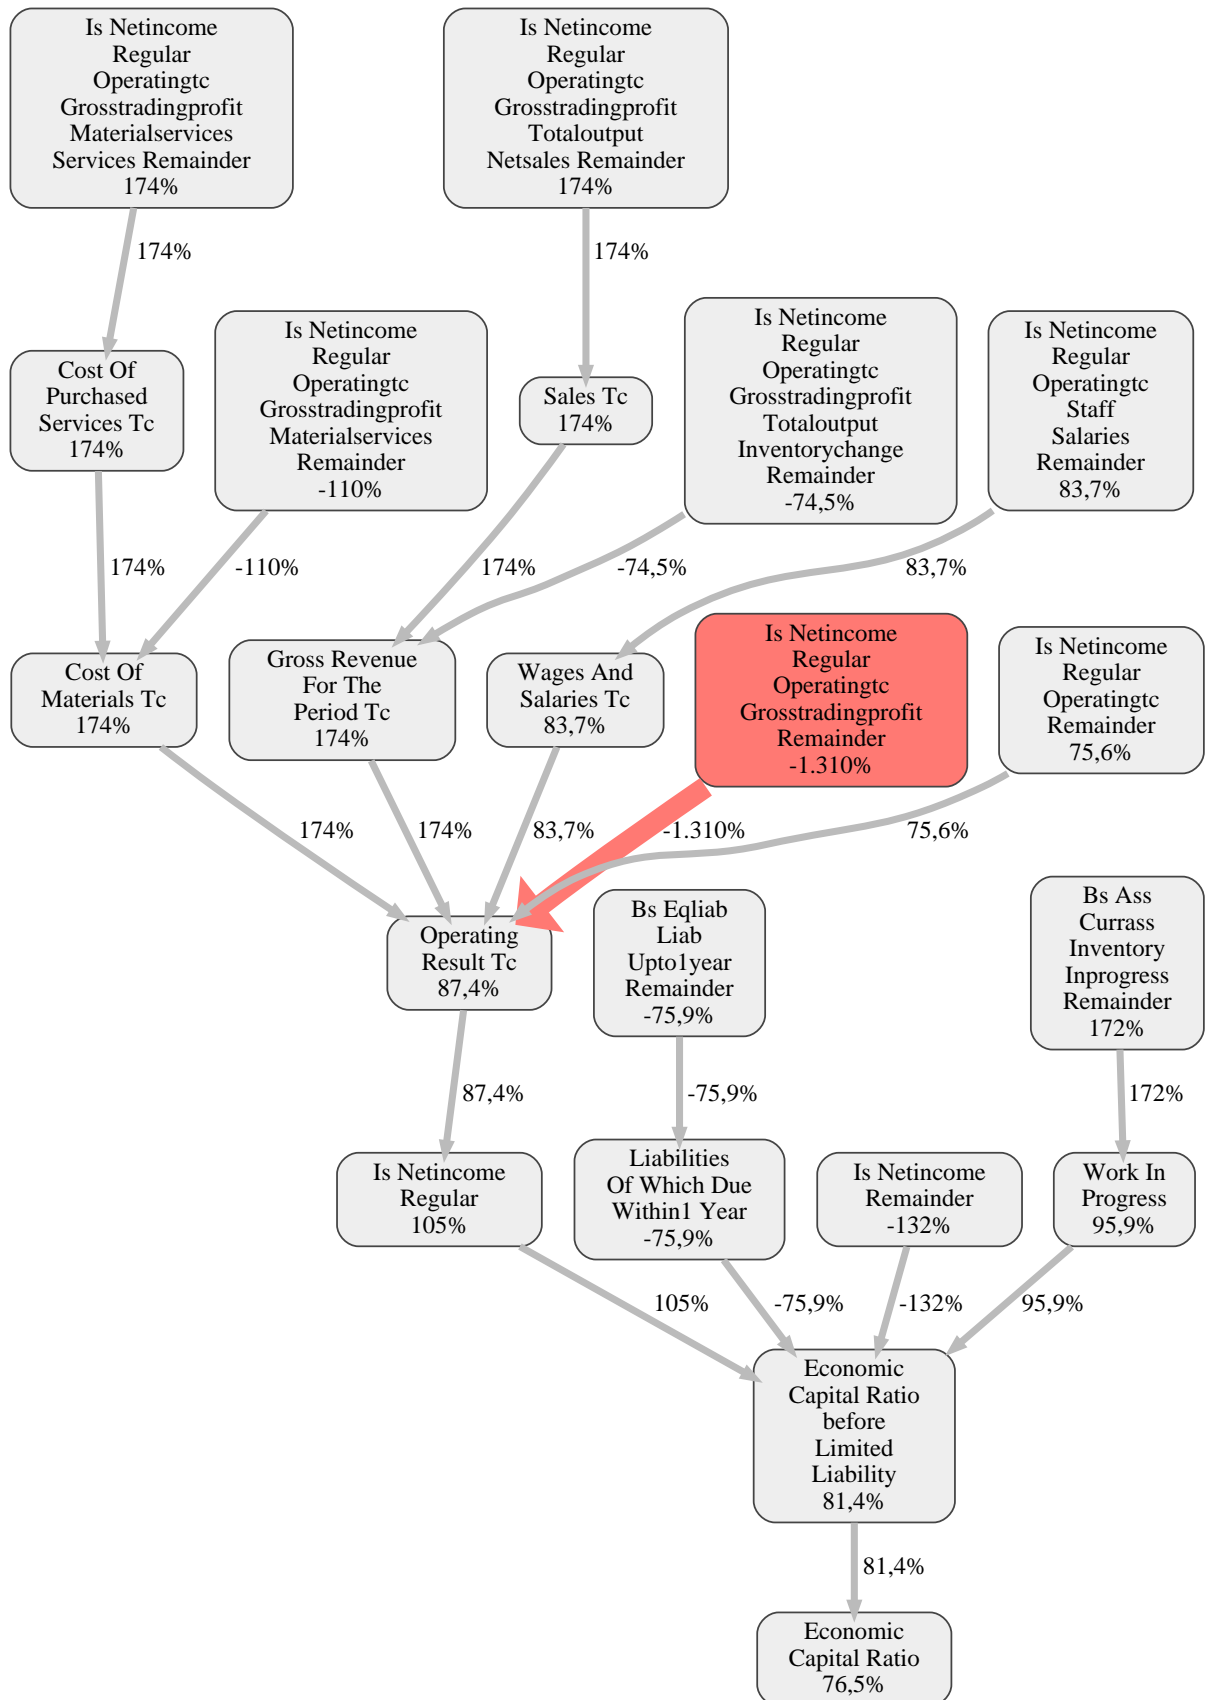 Is Netincome
Regular
Operatingtc
Grosstradingprofit
Materialservices
Services Remainder
174%
Is Netincome
Regular
Operatingtc
Grosstradingprofit
Totaloutput
Netsales Remainder
174%
174%
174%
Cost Of
Purchased
Services Tc
174%
Is Netincome
Regular
Operatingtc
Grosstradingprofit
Materialservices
Remainder
-110%
Sales Tc
174%
Is Netincome
Regular
Operatingtc
Grosstradingprofit
Totaloutput
Inventorychange
Remainder
-74,5%
Is Netincome
Regular
Operatingtc
Staff
Salaries
Remainder
83,7%
174%
-110%
174%
-74,5%
83,7%
Cost Of
Materials Tc
174%
Gross Revenue
For The
Period Tc
174%
Wages And
Salaries Tc
83,7%
Is Netincome
Regular
Operatingtc
Grosstradingprofit
Remainder
-1.310%
Is Netincome
Regular
Operatingtc
Remainder
75,6%
174%
174%
83,7%
-1.310%
75,6%
Operating
Result Tc
87,4%
Bs Eqliab
Liab
Upto1year
Remainder
-75,9%
Bs Ass
Currass
Inventory
Inprogress
Remainder
172%
87,4%
-75,9%
172%
Is Netincome
Regular
105%
Liabilities
Of Which Due
Within1 Year
-75,9%
Is Netincome
Remainder
-132%
Work In
Progress
95,9%
105%
-75,9%
-132%
95,9%
Economic
Capital Ratio
before
Limited
Liability
81,4%
81,4%
Economic
Capital Ratio
76,5%